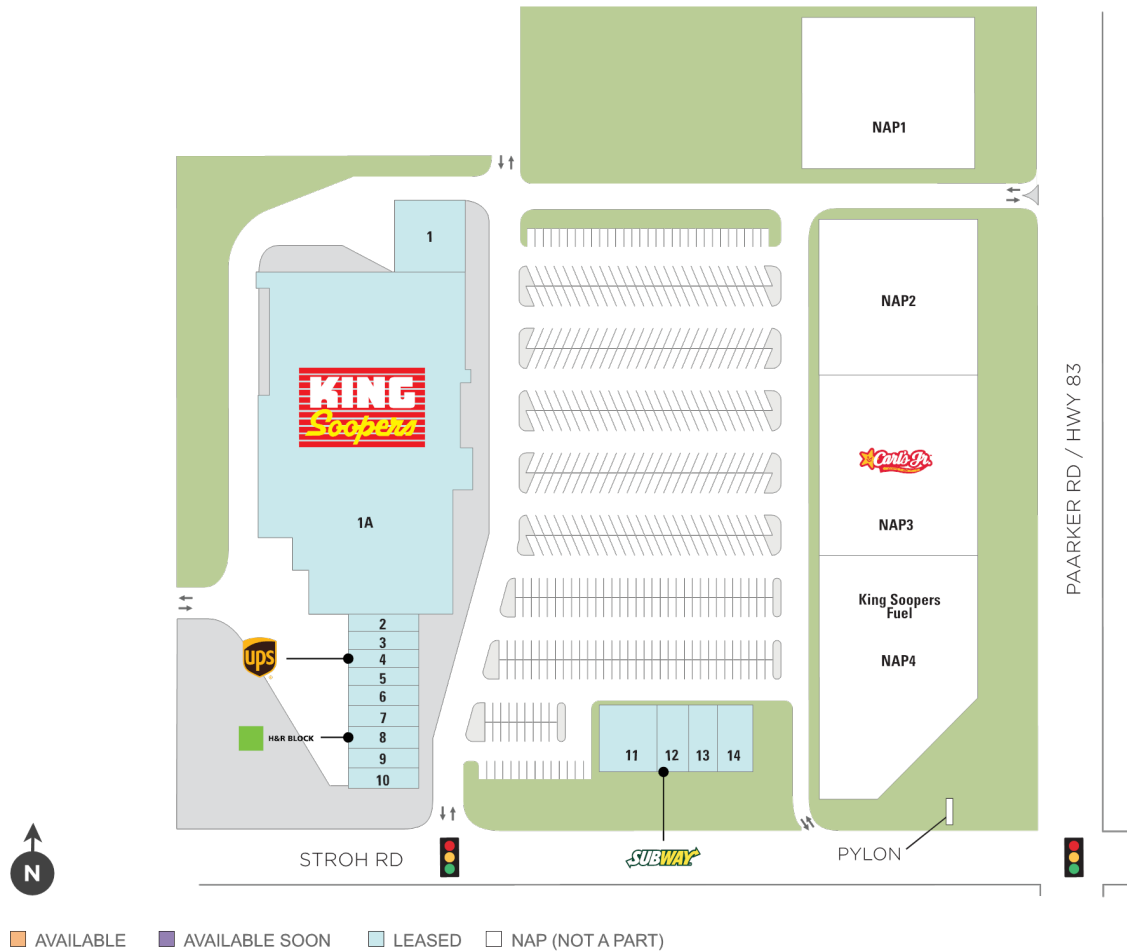 NAP1
1
NAP2
KING
Soopers
Carl's Jr.
1A
NAP3
PAARKER RD / HWY 83
King Soopers
Fuel
NAP4
2
3
ups
4
5
6
7
H&R BLOCK
8
9
10
11
12
13
14
STROH RD
SUBWAY
PYLON
N
AVAILABLE
AVAILABLE SOON
LEASED
NAP (NOT A PART)